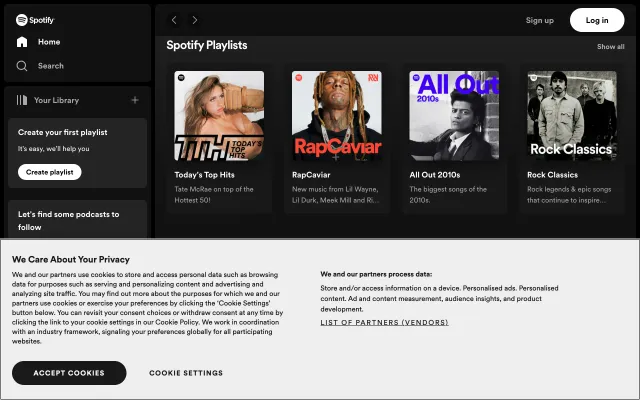 Spotify
Home
Search
Your Library
Create your first playlist
It's easy, we'll help you
Create playlist
Let's find some podcasts to
follow
Sign up
Log in
Spotify Playlists
Show all
TODAY'S
TOP
HITS
Today's Top Hits
Tate McRae on top of the
Hottest 50!
RapCaviar
RapCaviar
New music from Lil Wayne,
Lil Durk, Meek Mill and Ri...
All Out
2010s
All Out 2010s
The biggest songs of the
2010s.
Rock Classics
Rock Classics
Rock legends & epic songs
that continue to inspire...
We Care About Your Privacy
We and our partners use cookies to store and access personal data such as browsing
data for purposes such as serving and personalizing content and advertising and
analyzing site traffic. You may find out more about the purposes for which we and our
partners use cookies or exercise your preferences by clicking the 'Cookie Settings'
button below. You can revisit your consent choices or withdraw consent at any time by
clicking the link to your cookie settings in our Cookie Policy. We work in coordination
with an industry framework, signaling your preferences globally for all participating
websites.
ACCEPT COOKIES
COOKIE SETTINGS
We and our partners process data:
Store and/or access information on a device. Personalised ads. Personalised
content. Ad and content measurement, audience insights, and product
development.
LIST OF PARTNERS (VENDORS)